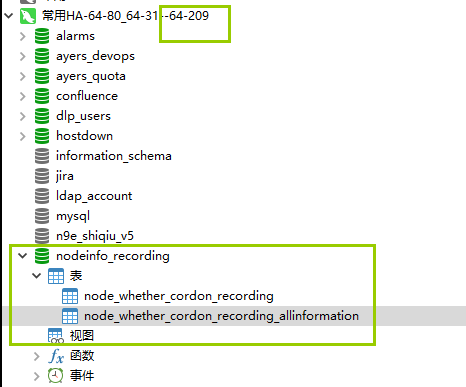 常用HA-64-80_64-31--64-209
alarms
ayers_devops
ayers_quota
confluence
dlp_users
hostdown
information_schema
jira
ldap_account
mysql
n9e_shiqiu_v5
nodeinfo_recording
表
node_whether_cordon_recording
node_whether_cordon_recording_allinformation
视图
fx 函数
事件